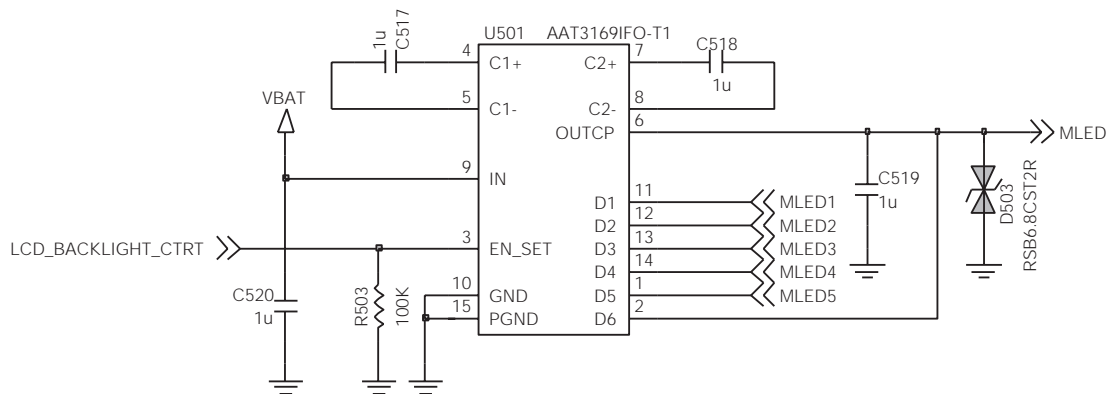 U501 AAT3169IFO-T1
1u
C517
4 C1+
5 C1-
C2+ 7
C2- 8
C518
1u
OUTCP 6
MLED
VBAT
9 IN
C519
1u
D503
RSB6.8CST2R
D1 11 MLED1
D2 12 MLED2
D3 13 MLED3
D4 14 MLED4
D5 1 MLED5
D6 2
LCD_BACKLIGHT_CTRT
3 EN_SET
10 GND
15 PGND
C520
1u
R503
100K